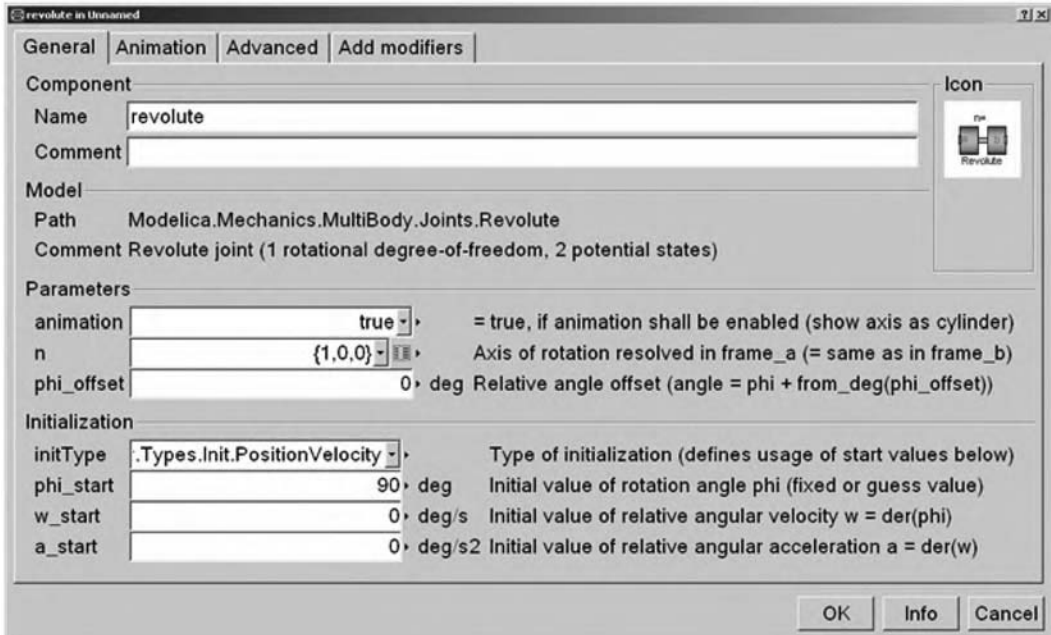 revolute in Unnamed
General Animation Advanced Add modifiers
Component
Icon
Name revolute
Comment
n=
a b
Revolute
Model
Path Modelica.Mechanics.MultiBody.Joints.Revolute
Comment Revolute joint (1 rotational degree-of-freedom, 2 potential states)
Parameters
animation true = true, if animation shall be enabled (show axis as cylinder)
n {1,0,0} Axis of rotation resolved in frame_a (= same as in frame_b)
phi_offset 0 deg Relative angle offset (angle = phi + from_deg(phi_offset))
Initialization
initType .Types.Init.PositionVelocity Type of initialization (defines usage of start values below)
phi_start 90 deg Initial value of rotation angle phi (fixed or guess value)
w_start 0 deg/s Initial value of relative angular velocity w = der(phi)
a_start 0 deg/s2 Initial value of relative angular acceleration a = der(w)
OK Info Cancel